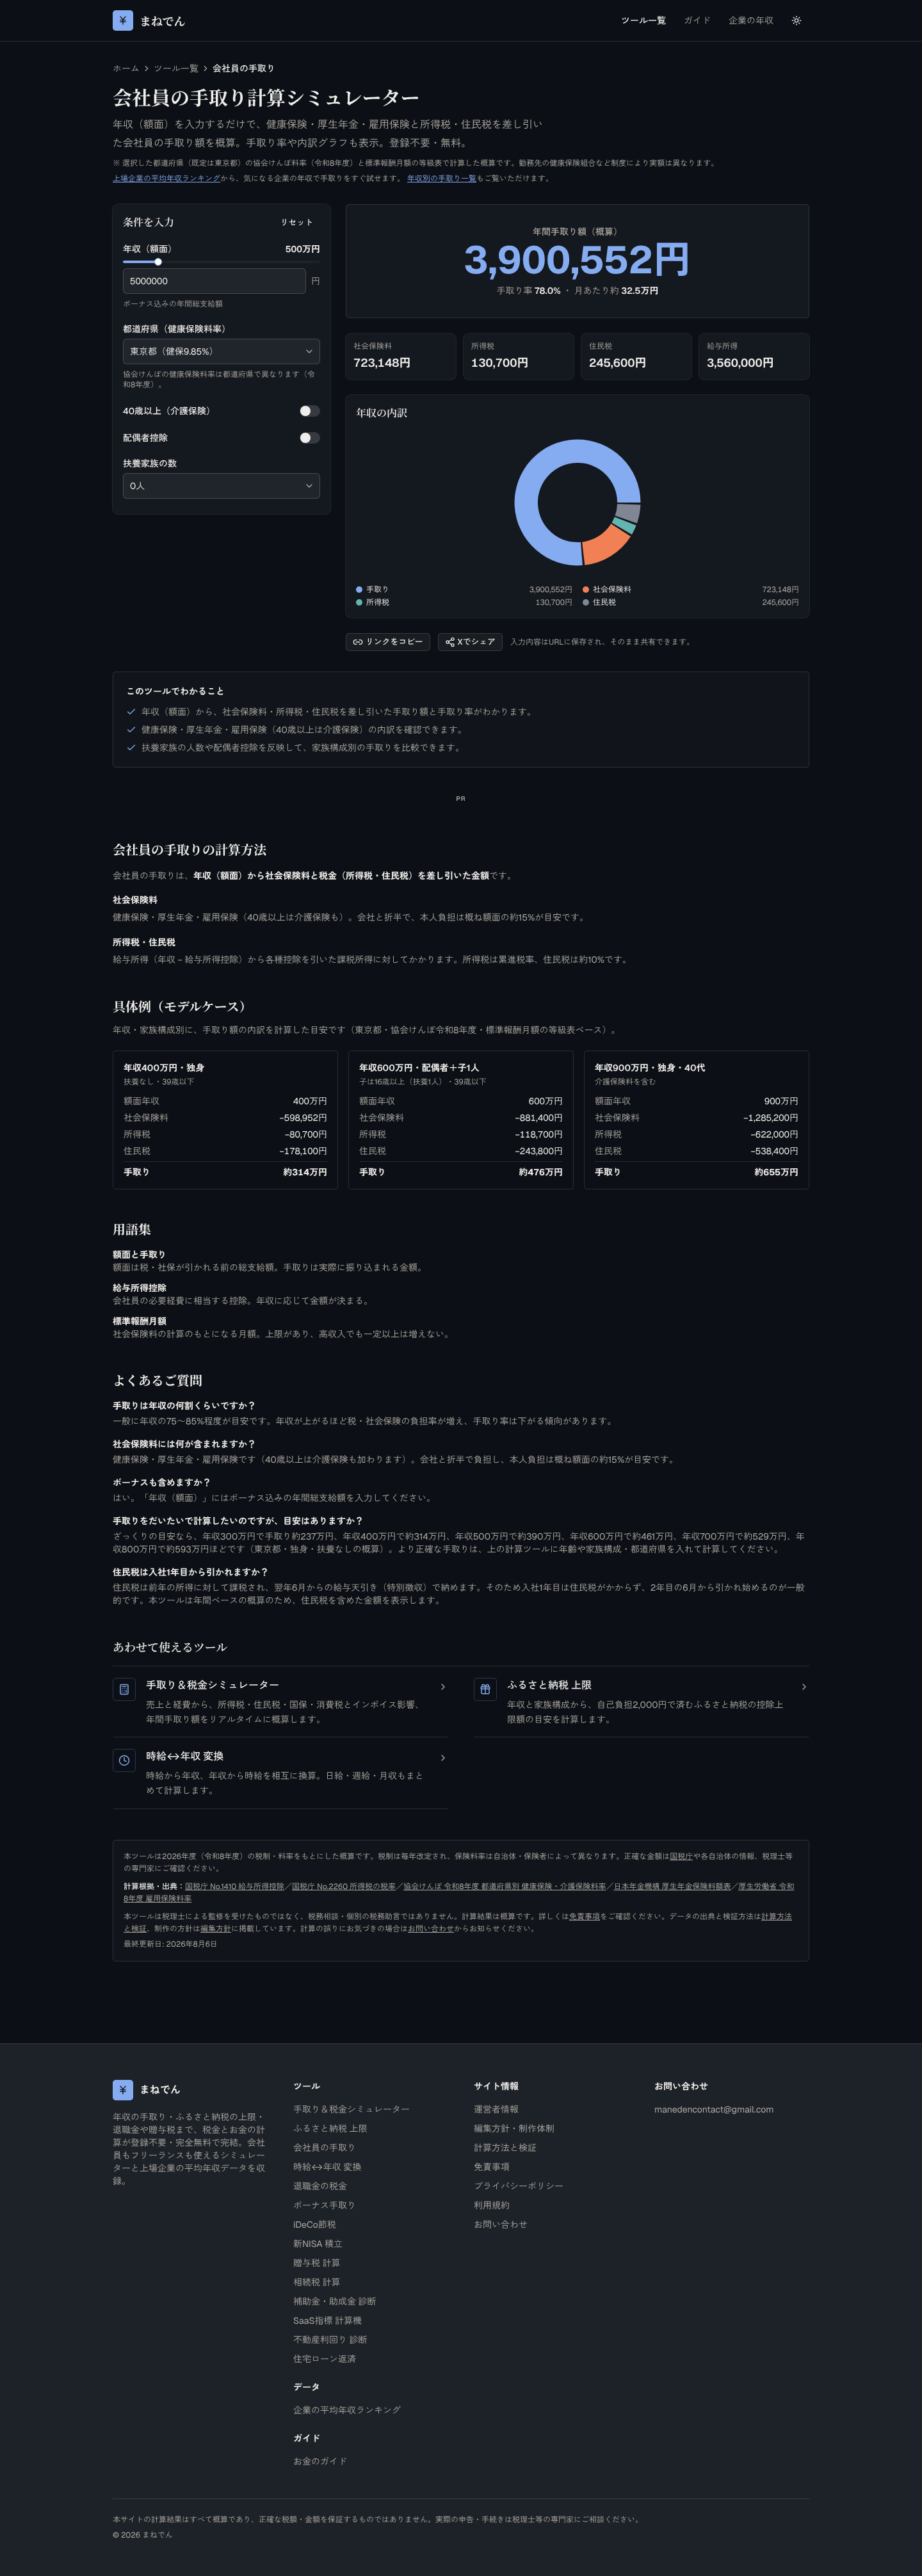 ¥ まねでん
ツール一覧 ガイド 企業の年収
ホーム › ツール一覧 › 会社員の手取り
会社員の手取り計算シミュレーター
年収（額面）を入力するだけで、健康保険・厚生年金・雇用保険と所得税・住民税を差し引い
た会社員の手取り額を概算。手取り率や内訳グラフも表示。登録不要・無料。
※ 選択した都道府県（既定は東京都）の協会けんぽ料率（令和8年度）と標準報酬月額の等級表で計算した概算です。勤務先の健康保険組合など制度により実額は異なります。
上場企業の平均年収ランキングから、気になる企業の年収で手取りをすぐ試せます。 年収別の手取り一覧もご覧いただけます。
条件を入力 リセット
年収（額面） 500万円
5000000 円
ボーナス込みの年間総支給額
都道府県（健康保険料率）
東京都（健保9.85%）
協会けんぽの健康保険料率は都道府県で異なります（令
和8年度）。
40歳以上（介護保険）
配偶者控除
扶養家族の数
0人
年間手取り額（概算）
3,900,552円
手取り率 78.0% ・ 月あたり約 32.5万円
社会保険料
723,148円
所得税
130,700円
住民税
245,600円
給与所得
3,560,000円
年収の内訳
手取り 3,900,552円 社会保険料 723,148円
所得税 130,700円 住民税 245,600円
リンクをコピー Xでシェア 入力内容はURLに保存され、そのまま共有できます。
このツールでわかること
年収（額面）から、社会保険料・所得税・住民税を差し引いた手取り額と手取り率がわかります。
健康保険・厚生年金・雇用保険（40歳以上は介護保険）の内訳を確認できます。
扶養家族の人数や配偶者控除を反映して、家族構成別の手取りを比較できます。
PR
会社員の手取りの計算方法
会社員の手取りは、年収（額面）から社会保険料と税金（所得税・住民税）を差し引いた金額です。
社会保険料
健康保険・厚生年金・雇用保険（40歳以上は介護保険も）。会社と折半で、本人負担は概ね額面の約15%が目安です。
所得税・住民税
給与所得（年収－給与所得控除）から各種控除を引いた課税所得に対してかかります。所得税は累進税率、住民税は約10%です。
具体例（モデルケース）
年収・家族構成別に、手取り額の内訳を計算した目安です（東京都・協会けんぽ令和8年度・標準報酬月額の等級表ベース）。
年収400万円・独身
扶養なし・39歳以下
額面年収 400万円
社会保険料 −598,952円
所得税 −80,700円
住民税 −178,100円
手取り 約314万円
年収600万円・配偶者＋子1人
子は16歳以上（扶養1人）・39歳以下
額面年収 600万円
社会保険料 −881,400円
所得税 −118,700円
住民税 −243,800円
手取り 約476万円
年収900万円・独身・40代
介護保険料を含む
額面年収 900万円
社会保険料 −1,285,200円
所得税 −622,000円
住民税 −538,400円
手取り 約655万円
用語集
額面と手取り
額面は税・社保が引かれる前の総支給額。手取りは実際に振り込まれる金額。
給与所得控除
会社員の必要経費に相当する控除。年収に応じて金額が決まる。
標準報酬月額
社会保険料の計算のもとになる月額。上限があり、高収入でも一定以上は増えない。
よくあるご質問
手取りは年収の何割くらいですか？
一般に年収の75〜85%程度が目安です。年収が上がるほど税・社会保険の負担率が増え、手取り率は下がる傾向があります。
社会保険料には何が含まれますか？
健康保険・厚生年金・雇用保険です（40歳以上は介護保険も加わります）。会社と折半で負担し、本人負担は概ね額面の約15%が目安です。
ボーナスも含めますか？
はい。「年収（額面）」にはボーナス込みの年間総支給額を入力してください。
手取りをだいたいで計算したいのですが、目安はありますか？
ざっくりの目安なら、年収300万円で手取り約237万円、年収400万円で約314万円、年収500万円で約390万円、年収600万円で約461万円、年収700万円で約529万円、年
収800万円で約593万円ほどです（東京都・独身・扶養なしの概算）。より正確な手取りは、上の計算ツールに年齢や家族構成・都道府県を入れて計算してください。
住民税は入社1年目から引かれますか？
住民税は前年の所得に対して課税され、翌年6月からの給与天引き（特別徴収）で納めます。そのため入社1年目は住民税がかからず、2年目の6月から引かれ始めるのが一般
的です。本ツールは年間ベースの概算のため、住民税を含めた金額を表示します。
あわせて使えるツール
手取り＆税金シミュレーター
売上と経費から、所得税・住民税・国保・消費税とインボイス影響、
年間手取り額をリアルタイムに概算します。
ふるさと納税 上限
年収と家族構成から、自己負担2,000円で済むふるさと納税の控除上
限額の目安を計算します。
時給↔年収 変換
時給から年収、年収から時給を相互に換算。日給・週給・月収もまと
めて計算します。
本ツールは2026年度（令和8年度）の税制・料率をもとにした概算です。税制は毎年改定され、保険料率は自治体・保険者によって異なります。正確な金額は国税庁や各自治体の情報、税理士等
の専門家にご確認ください。
計算根拠・出典：国税庁 No.1410 給与所得控除／国税庁 No.2260 所得税の税率／協会けんぽ 令和8年度 都道府県別 健康保険・介護保険料率／日本年金機構 厚生年金保険料額表／厚生労働省 令和
8年度 雇用保険料率
本ツールは税理士による監修を受けたものではなく、税務相談・個別の税務助言ではありません。計算結果は概算です。詳しくは免責事項をご確認ください。データの出典と検証方法は計算方法
と検証、制作の方針は編集方針に掲載しています。計算の誤りにお気づきの場合はお問い合わせからお知らせください。
最終更新日: 2026年8月6日
¥ まねでん
年収の手取り・ふるさと納税の上限・
退職金や贈与税まで、税金とお金の計
算が登録不要・完全無料で完結。会社
員もフリーランスも使えるシミュレー
ターと上場企業の平均年収データを収
録。
ツール
手取り＆税金シミュレーター
ふるさと納税 上限
会社員の手取り
時給↔年収 変換
退職金の税金
ボーナス手取り
iDeCo節税
新NISA 積立
贈与税 計算
相続税 計算
補助金・助成金 診断
SaaS指標 計算機
不動産利回り 診断
住宅ローン返済
データ
企業の平均年収ランキング
ガイド
お金のガイド
サイト情報
運営者情報
編集方針・制作体制
計算方法と検証
免責事項
プライバシーポリシー
利用規約
お問い合わせ
お問い合わせ
manedencontact@gmail.com
本サイトの計算結果はすべて概算であり、正確な税額・金額を保証するものではありません。実際の申告・手続きは税理士等の専門家にご相談ください。
© 2026 まねでん